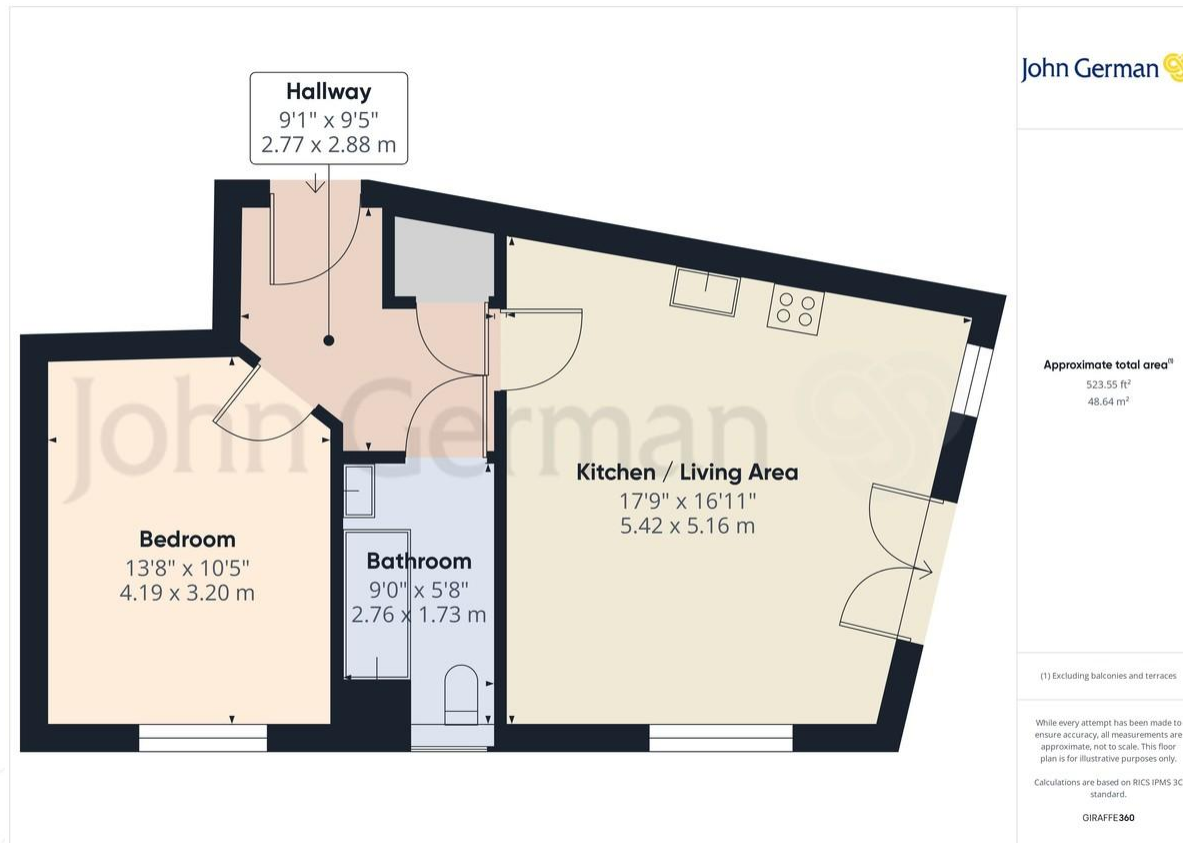 Hallway
9'1" x 9'5"
2.77 x 2.88 m
John German
Kitchen / Living Area
17'9" x 16'11"
5.42 x 5.16 m
Bedroom
13'8" x 10'5"
4.19 x 3.20 m
Bathroom
9'0" x 5'8"
2.76 x 1.73 m
John German
Approximate total area(1)
523.55 ft²
48.64 m²
(1) Excluding balconies and terraces
While every attempt has been made to
ensure accuracy, all measurements are
approximate, not to scale. This floor
plan is for illustrative purposes only.
Calculations are based on RICS IPMS 3C
standard.
GIRAFFE360